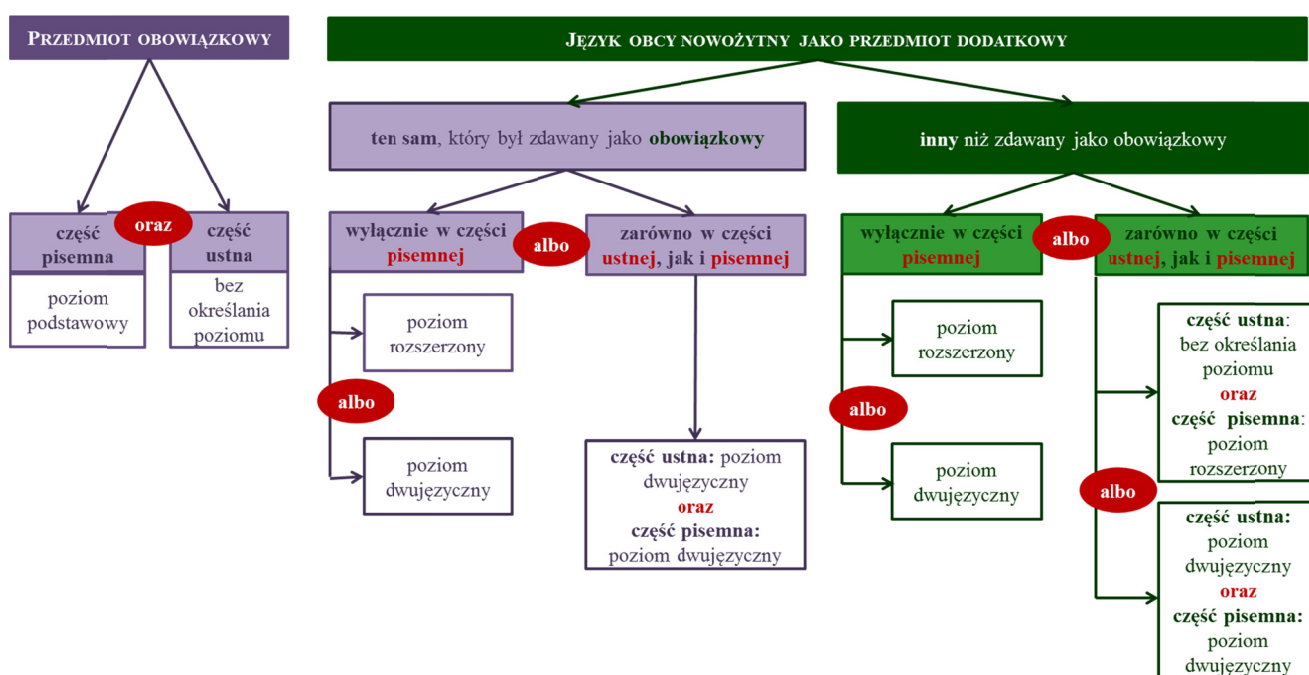 PRZEDMIOT OBOWIĄZKOWY
część
pisemna
oraz
część
ustna
poziom
podstawowy
bez
określania
poziomu
JĘZYK OBCY NOWOŻYTNY JAKO PRZEDMIOT DODATKOWY
ten sam, który był zdawany jako obowiązkowy
wyłącznie w części
pisemnej
albo
zarówno w części
ustnej, jak i pisemnej
poziom
rozszerzony
albo
poziom
dwujęzyczny
część ustna: poziom
dwujęzyczny
oraz
część pisemna:
poziom dwujęzyczny
inny niż zdawany jako obowiązkowy
wyłącznie w części
pisemnej
albo
zarówno w części
ustnej, jak i pisemnej
poziom
rozszerzony
albo
poziom
dwujęzyczny
część ustna:
bez określania
poziomu
oraz
część pisemna:
poziom
rozszerzony
albo
część ustna:
poziom
dwujęzyczny
oraz
część pisemna:
poziom
dwujęzyczny